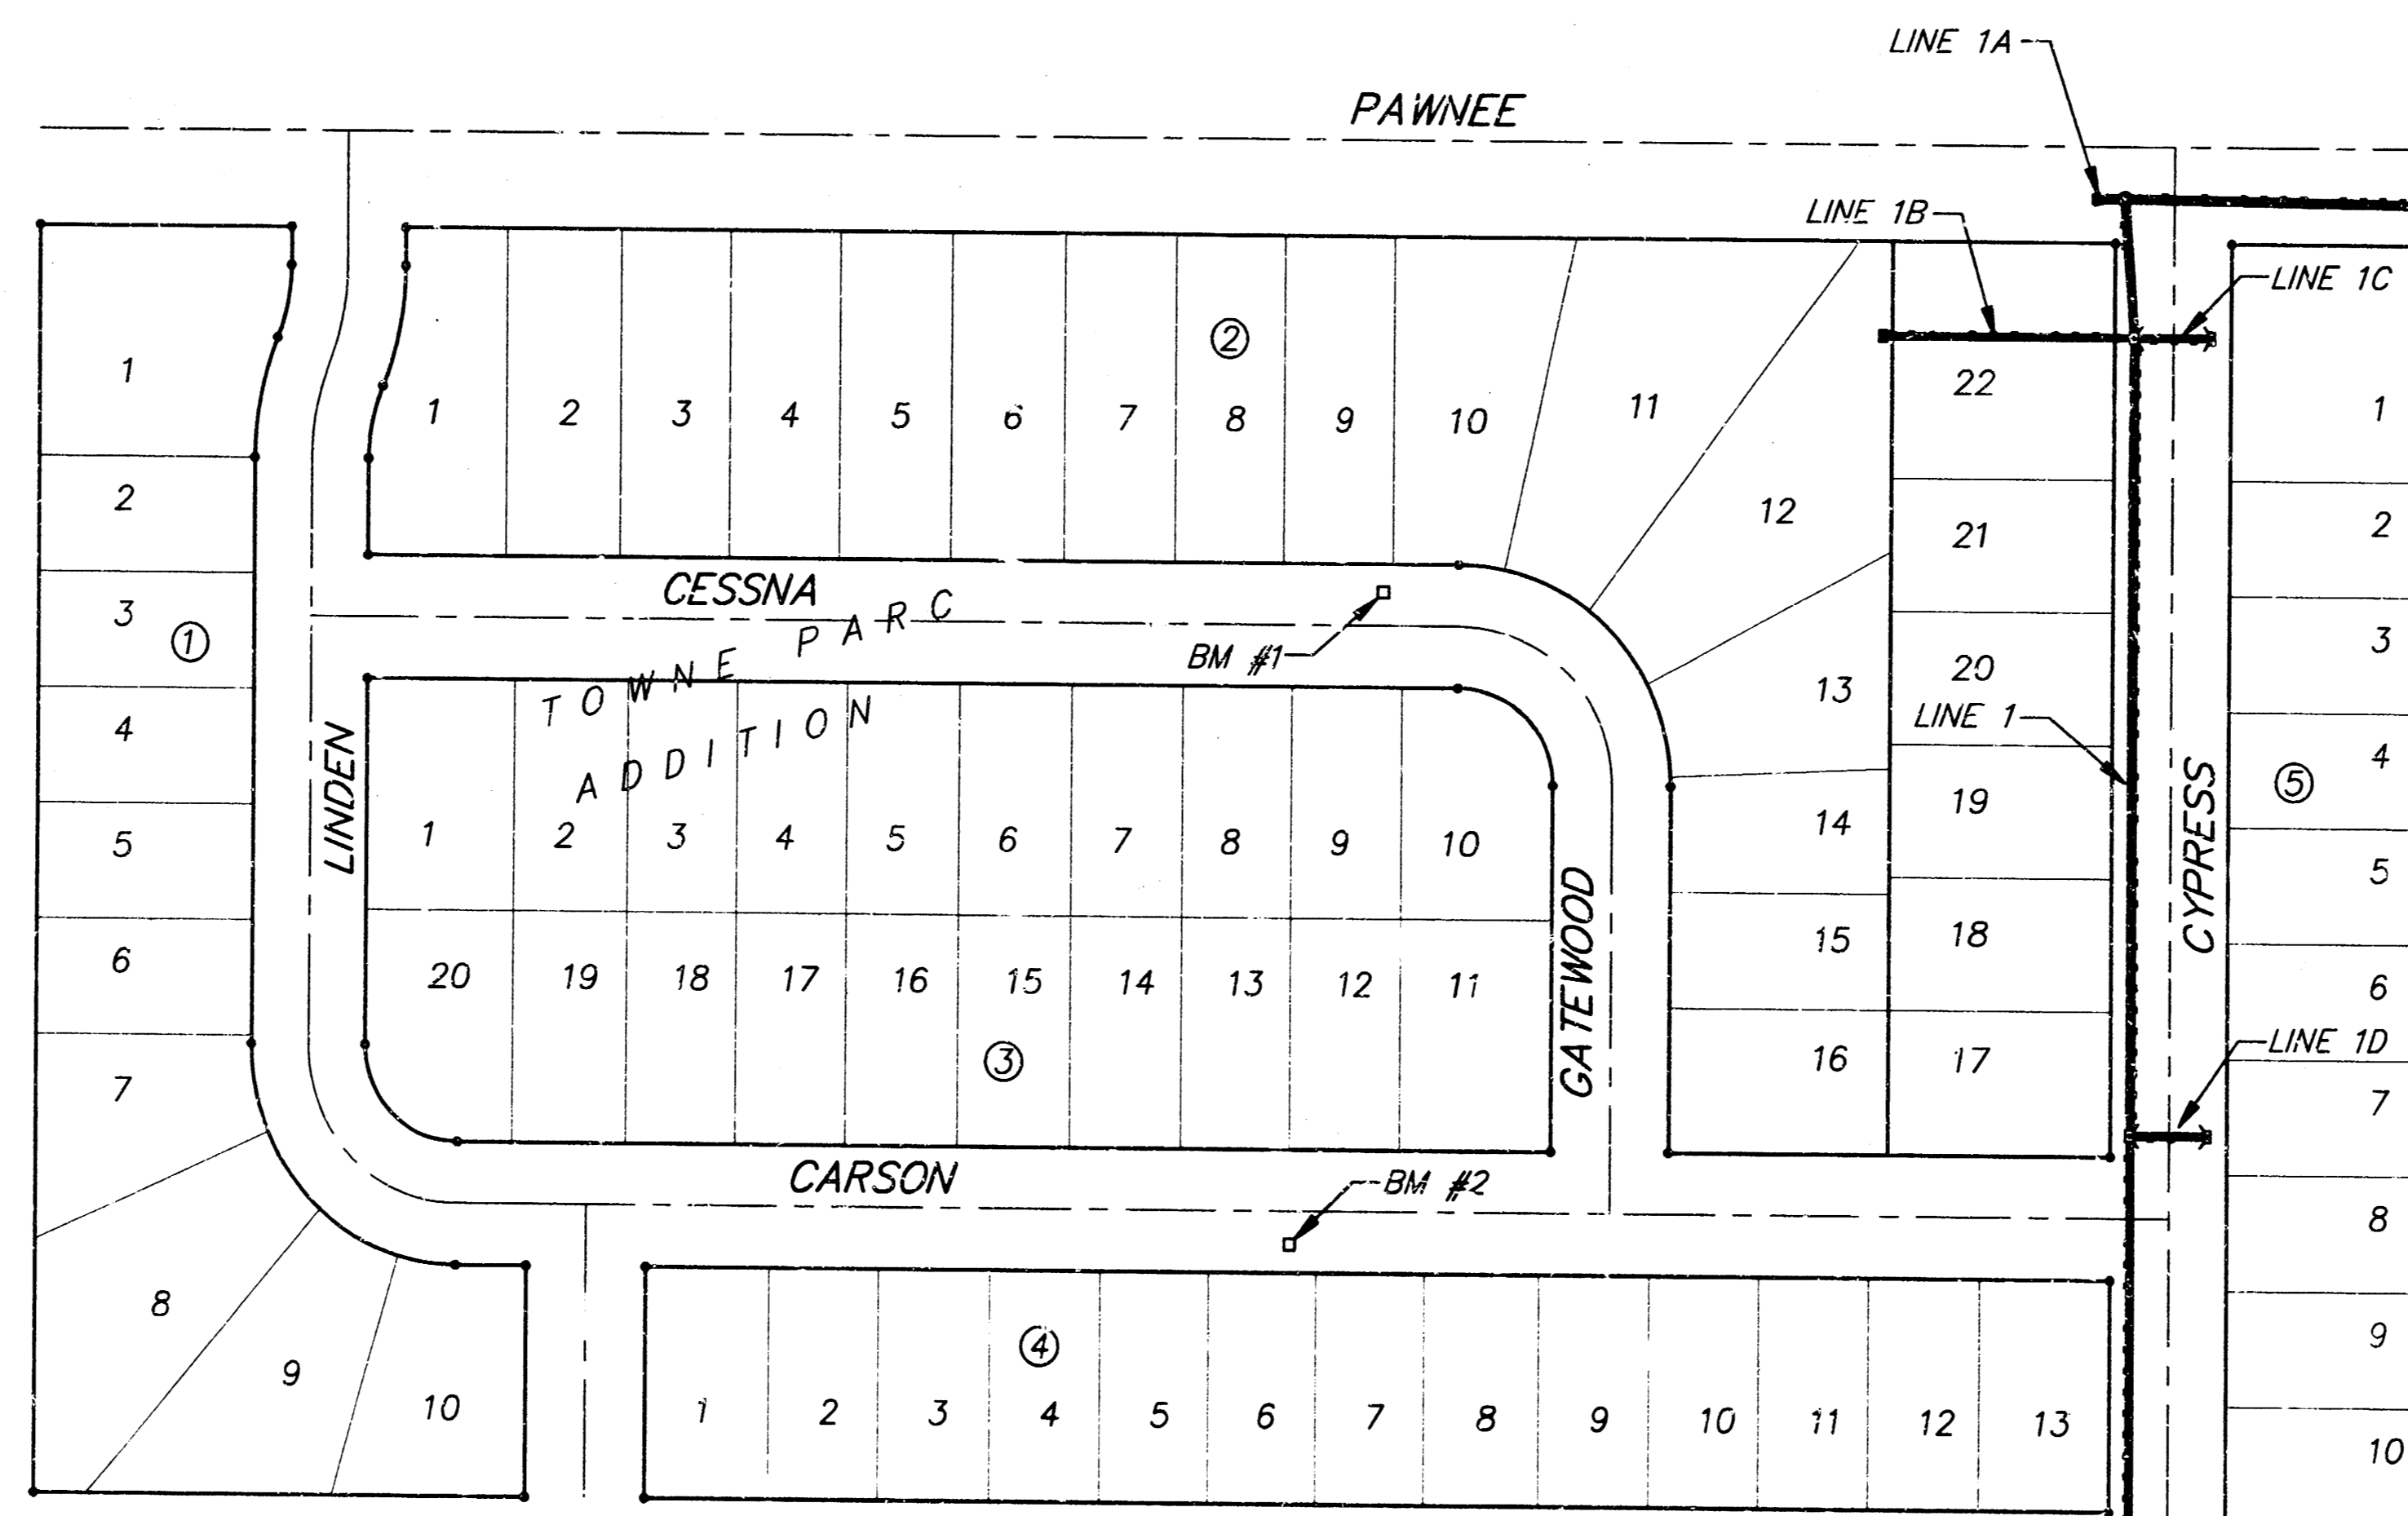 LINE 1A
PAWNEE
LINE 1B
LINE 1C
1
2
3
4
5
6
7
8
9
10
1
1 2 3 4 5 6 7 8 9 10 11
12
13
14
15
16
22
21
20
19
18
17
2
CESSNA
TOWNE PARC
ADDITION
BM #1
LINE 1
LINDEN
1 2 3 4 5 6 7 8 9 10
20 19 18 17 16 15 14 13 12 11
3
GATEWOOD
CYPRESS
5
1
2
3
4
5
6
7
8
9
10
LINE 1D
CARSON
BM #2
4
1 2 3 4 5 6 7 8 9 10 11 12 13